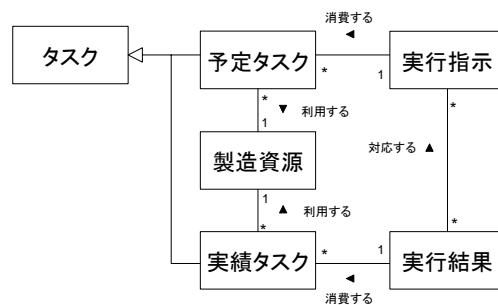 消費する ◀
タスク
予定タスク
実行指示
* 1
* *
▼ 利用する
1
製造資源
対応する ▲
1
▲ 利用する
* *
実績タスク
実行結果
* 1
◀
消費する